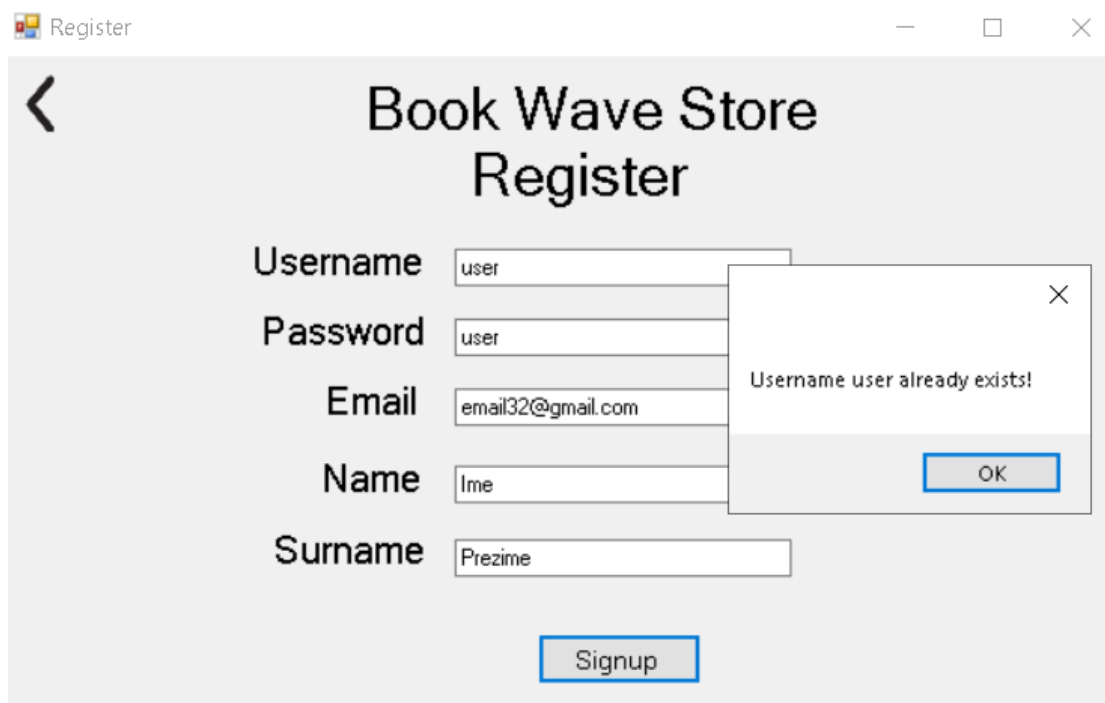 Register
Book Wave Store
Register
Username
user
Password
user
Email
email32@gmail.com
Name
Ime
Surname
Prezime
Signup
Username user already exists!
OK